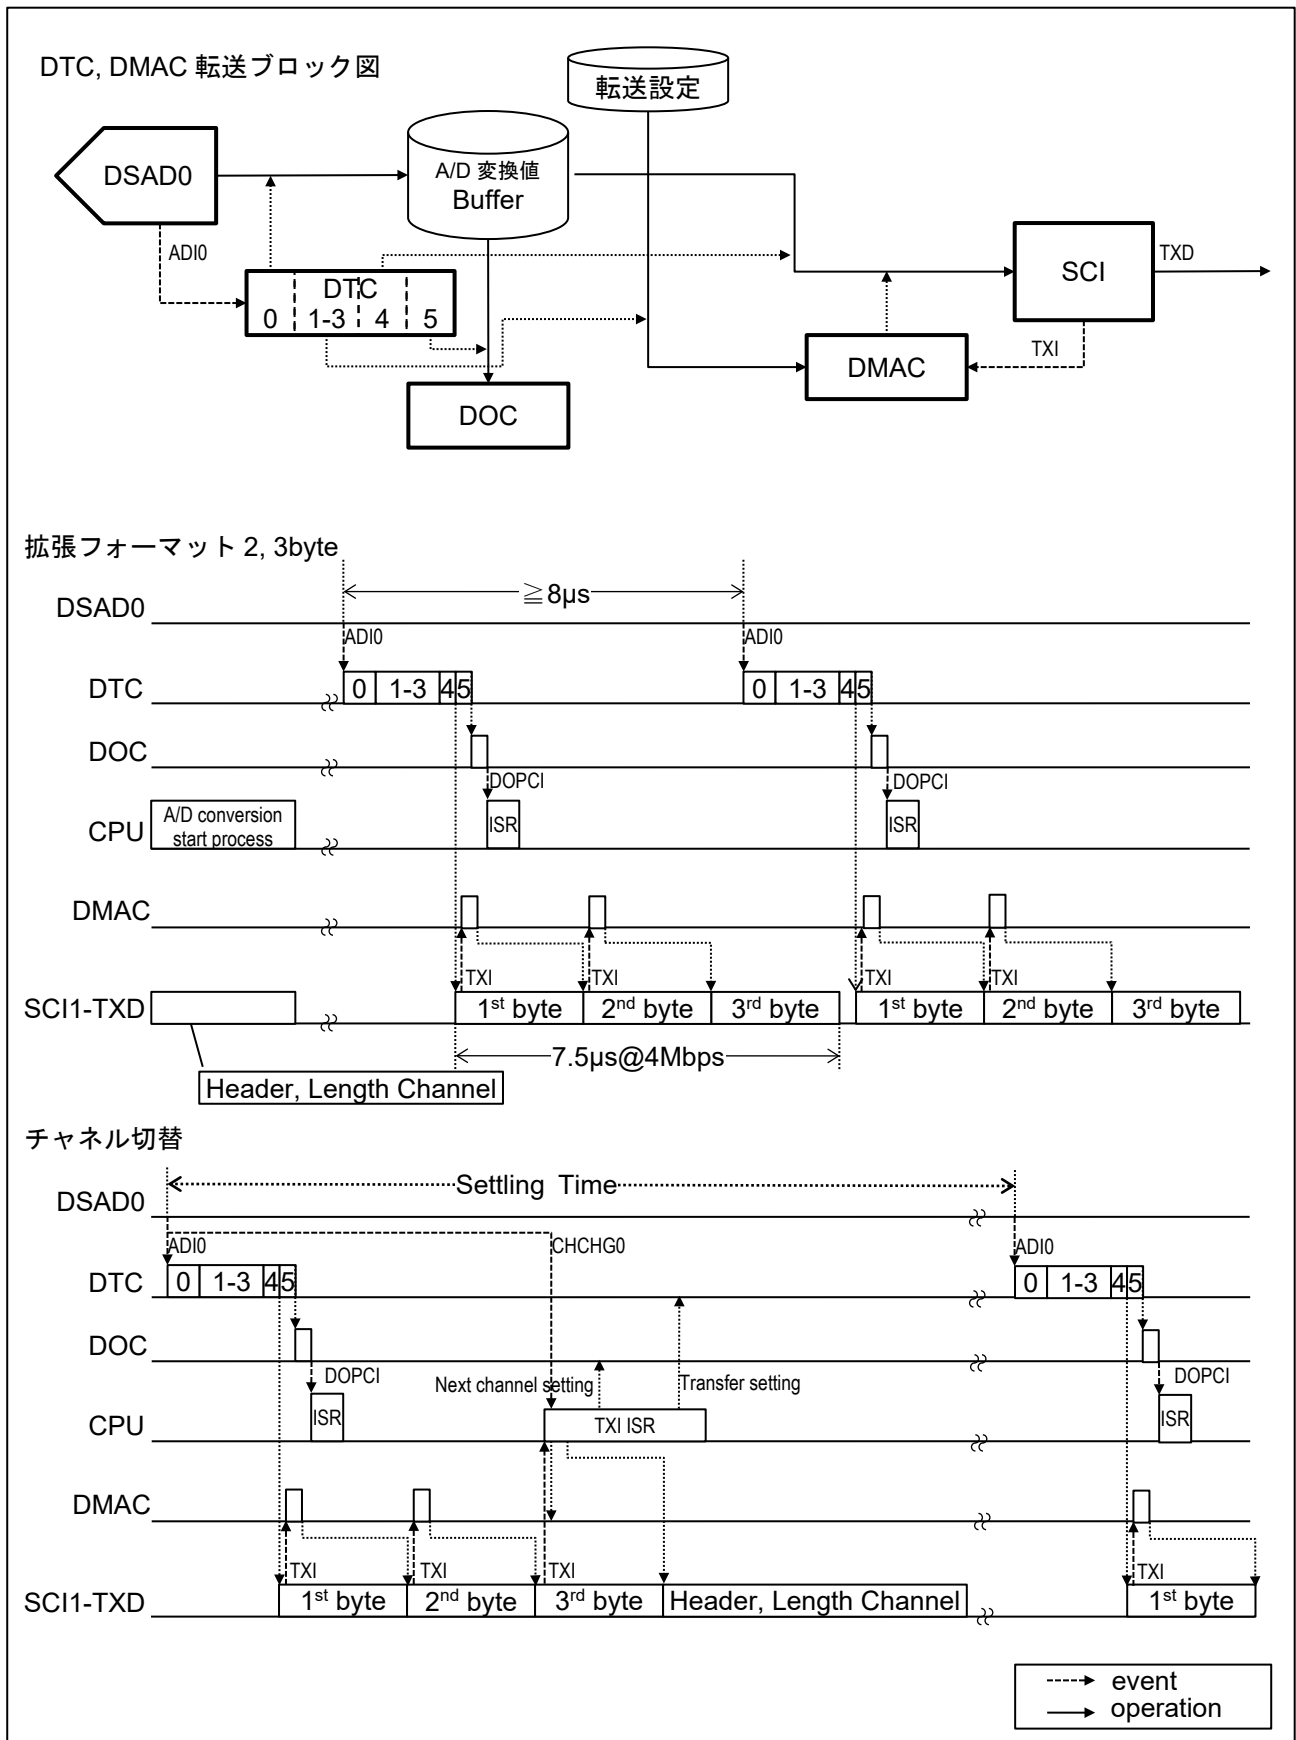 DTC, DMAC 転送ブロック図
転送設定
DSAD0
A/D 変換値
Buffer
ADI0
DTC
0 1-3 4 5
SCI
TXD
TXI
DMAC
DOC
拡張フォーマット 2, 3byte
≧8μs
DSAD0
ADI0 ADI0
DTC 0 1-3 4 5 0 1-3 4 5
DOC
DOPCI DOPCI
CPU A/D conversion
start process
ISR ISR
DMAC
TXI TXI TXI TXI
SCI1-TXD 1st byte 2nd byte 3rd byte 1st byte 2nd byte 3rd byte
7.5μs@4Mbps
Header, Length Channel
チャネル切替
Settling Time
DSAD0
ADI0 CHCHG0 ADI0
DTC 0 1-3 4 5 0 1-3 4 5
DOC
DOPCI Next channel setting Transfer setting DOPCI
CPU ISR TXI ISR ISR
DMAC
TXI TXI TXI TXI
SCI1-TXD 1st byte 2nd byte 3rd byte Header, Length Channel 1st byte
event
operation